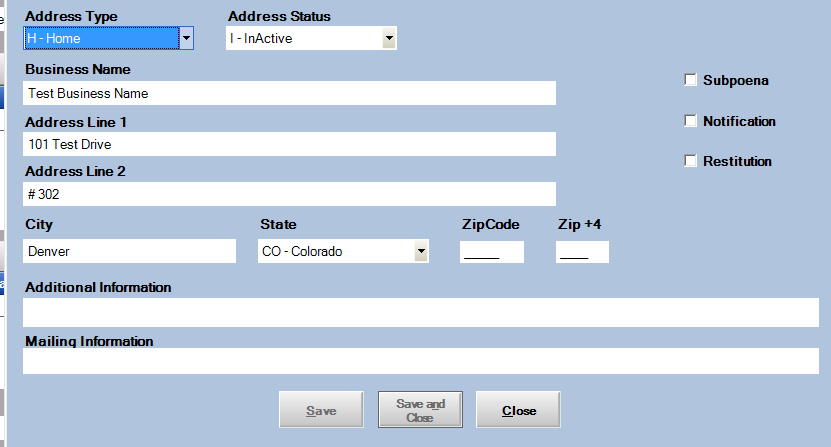 Address Type Address Status
H - Home I - InActive
Business Name
Test Business Name
Subpoena
Address Line 1
Notification
101 Test Drive
Address Line 2
Restitution
# 302
City State ZipCode Zip +4
Denver CO - Colorado _____ ____
Additional Information
Mailing Information
Save Save and Close Close